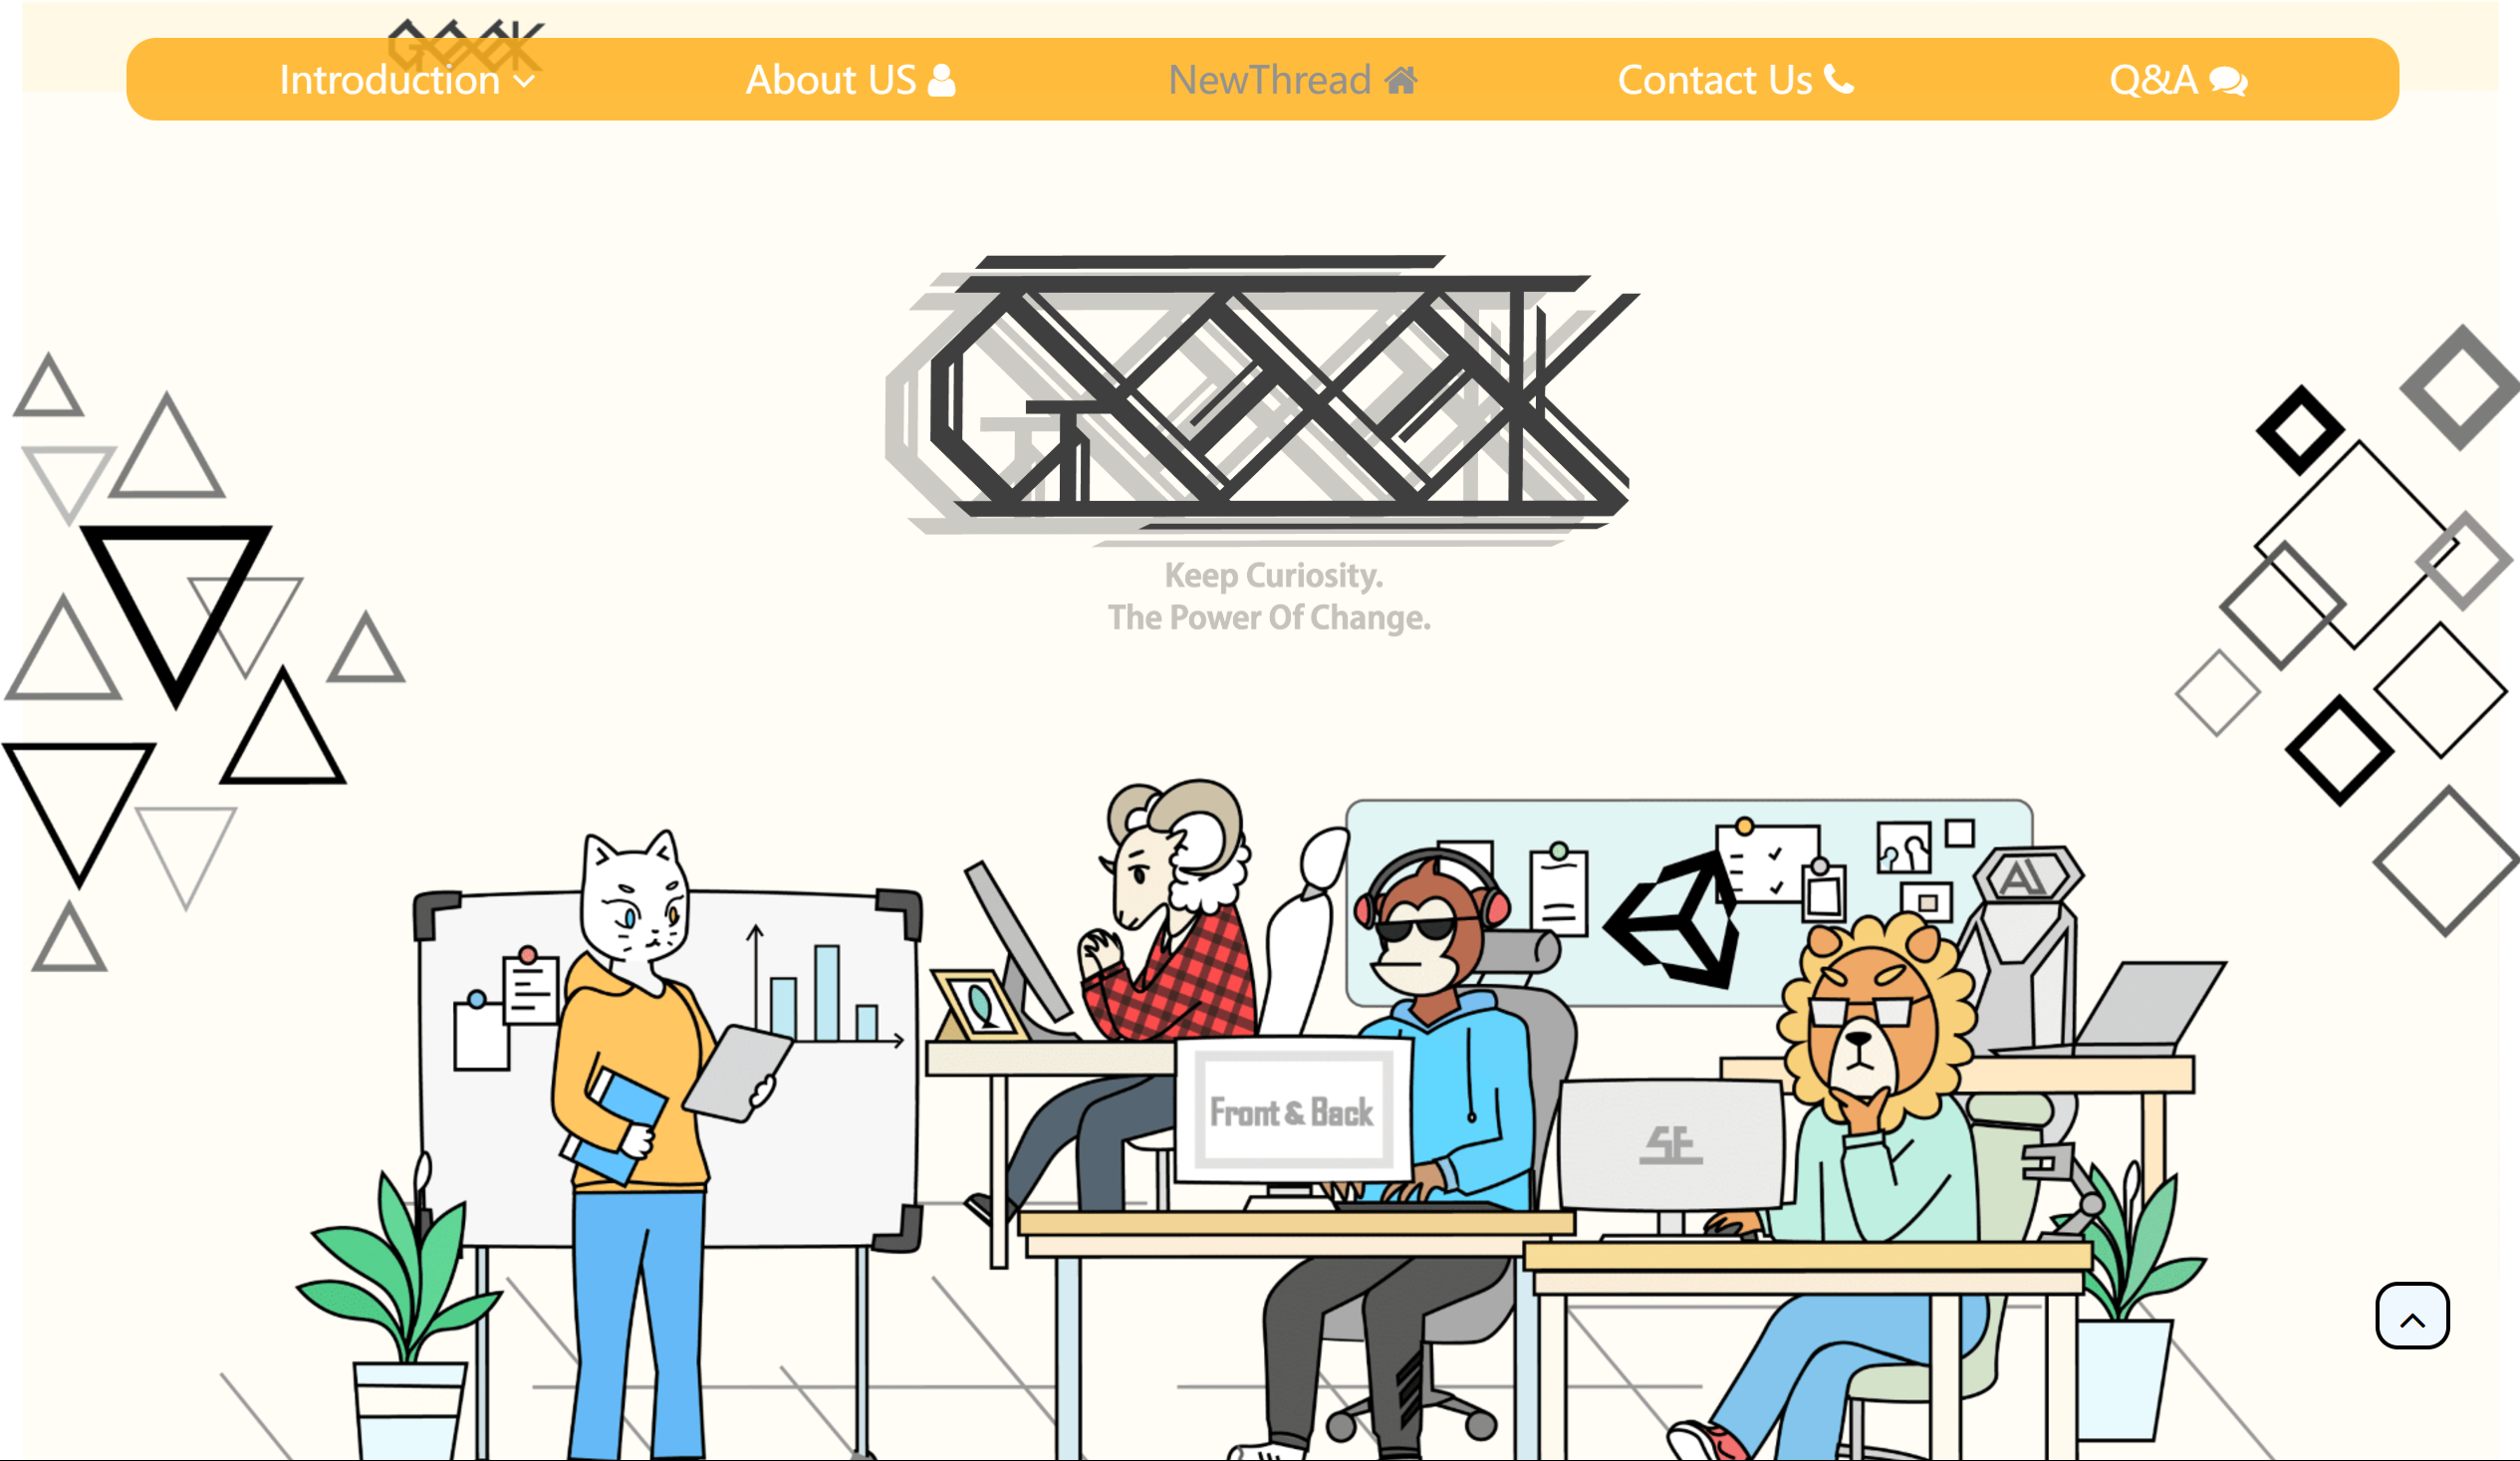 GEEK
Introduction
About US
NewThread
Contact Us
Q&A
GEEK
Keep Curiosity.
The Power Of Change.
AI
Front & Back
SE